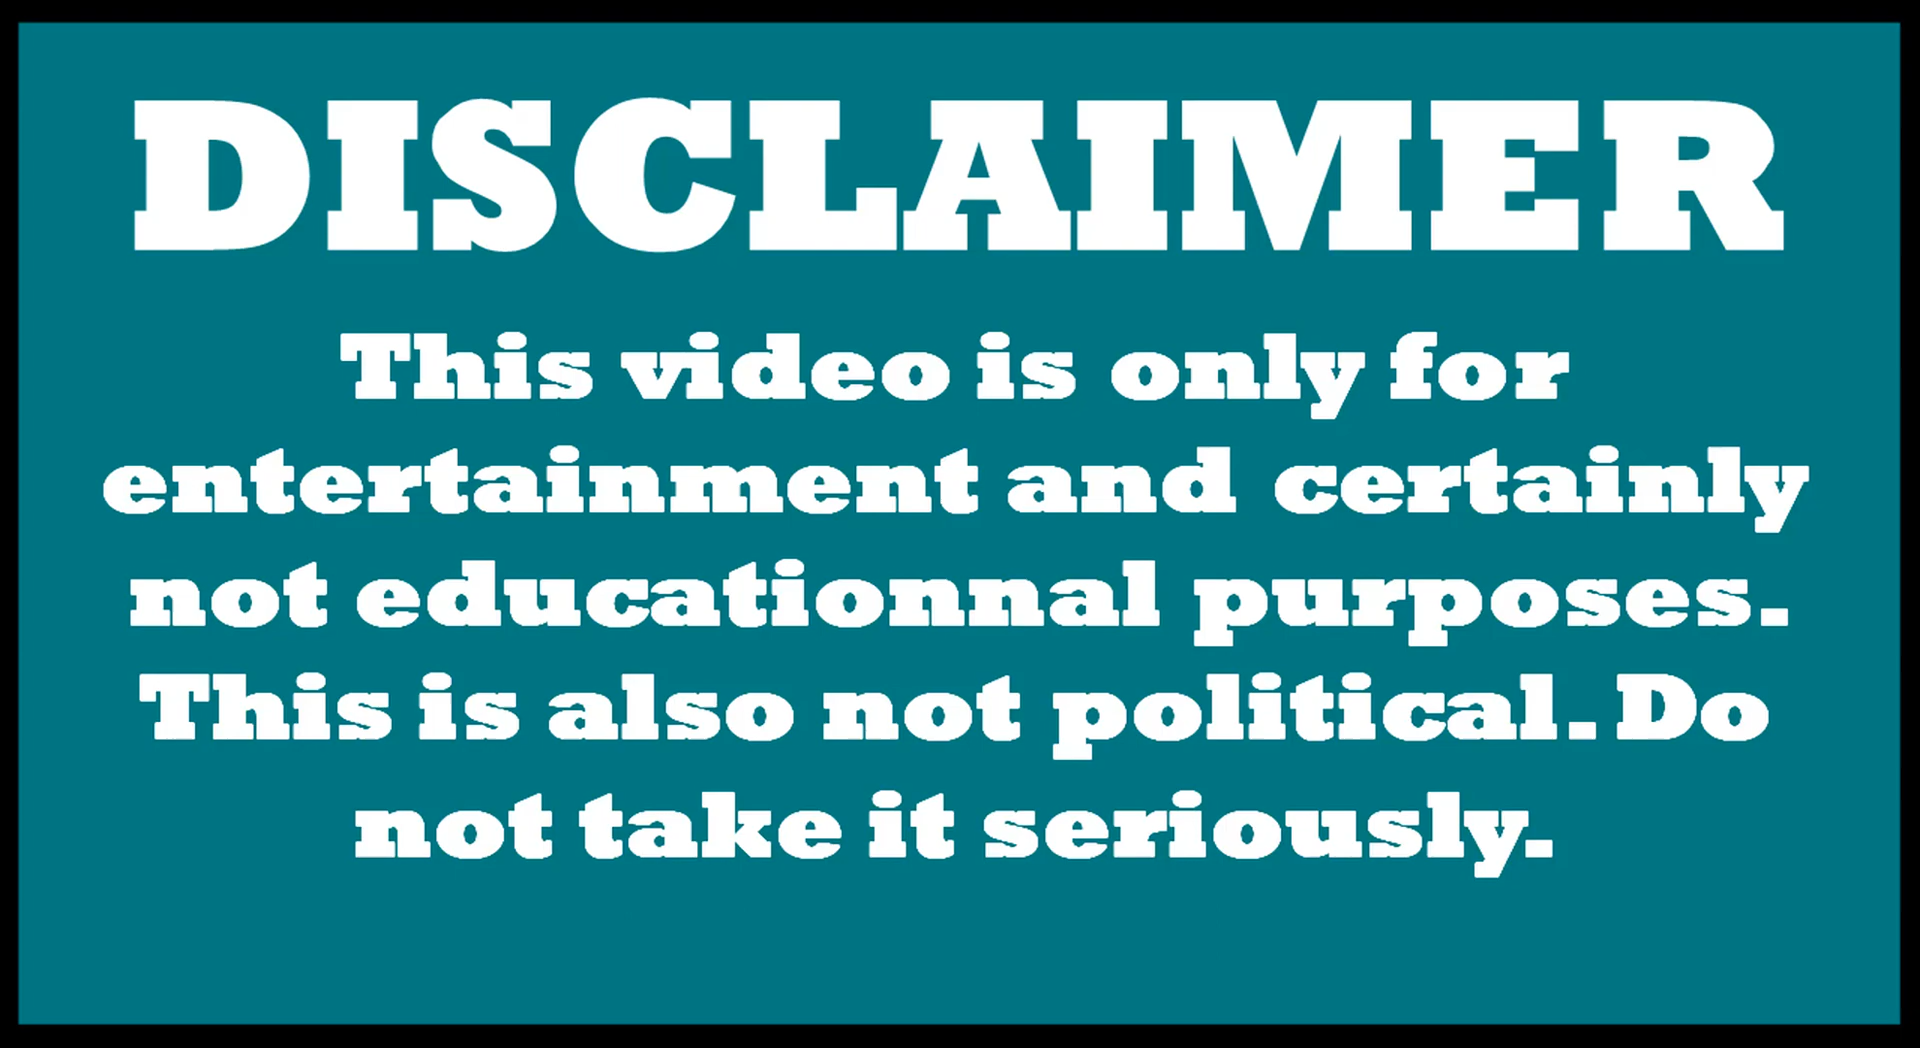 DISCLAIMER
This video is only for
entertainment and certainly
not educationnal purposes.
This is also not political. Do
not take it seriously.